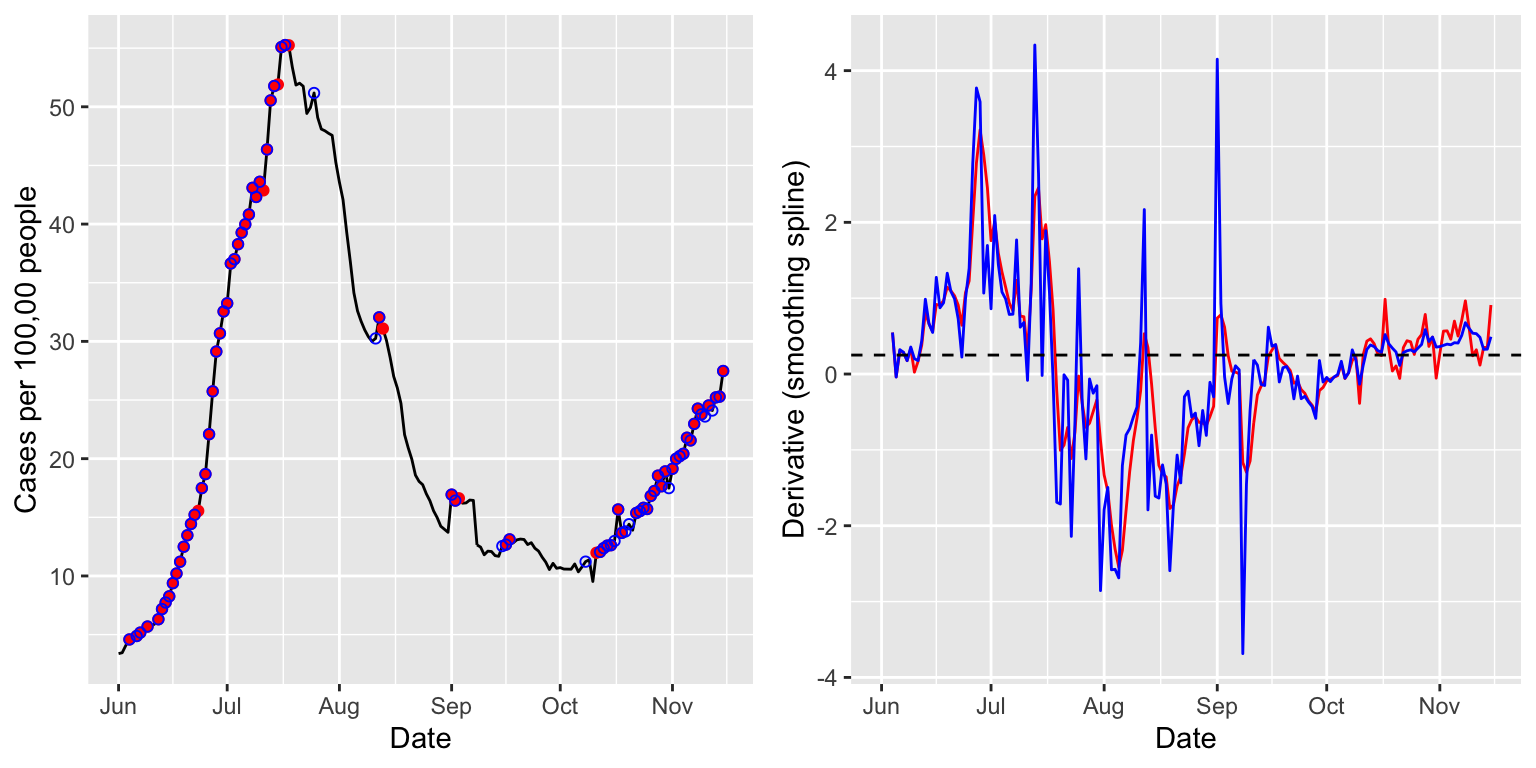 Cases per 100,00 people
50
40
30
20
10
Jun Jul Aug Sep Oct Nov
Date
Derivative (smoothing spline)
4
2
0
-2
-4
Jun Jul Aug Sep Oct Nov
Date